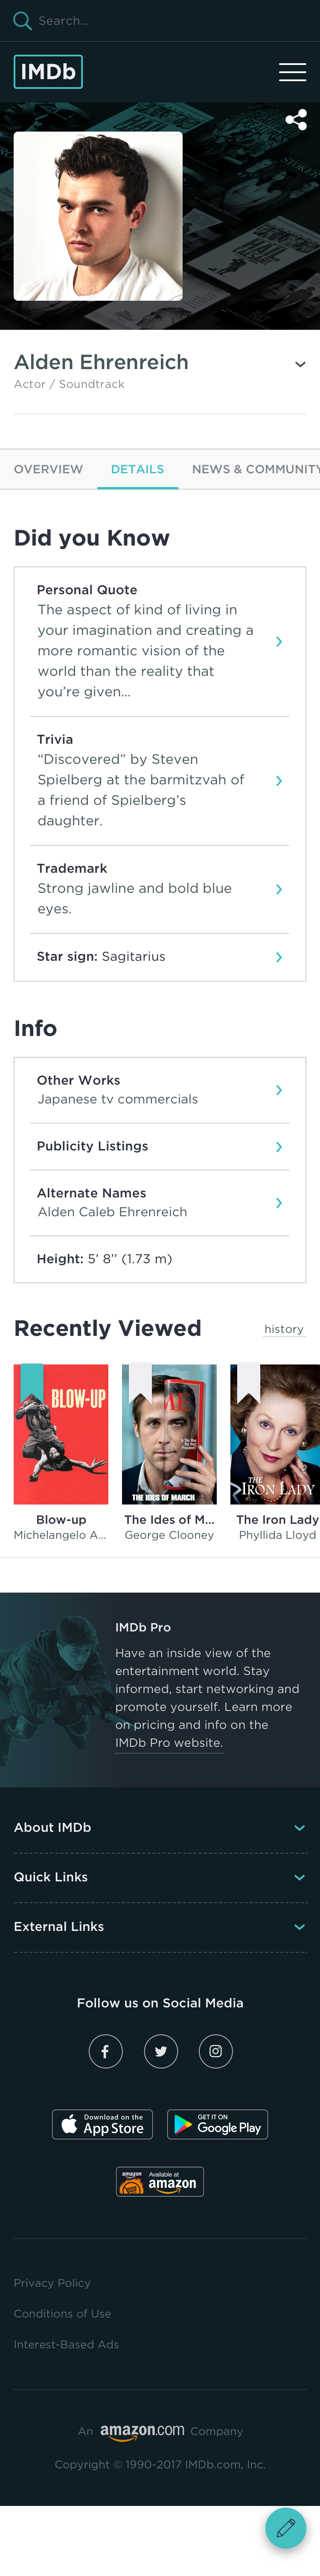 Search...
IMDb
Alden Ehrenreich
Actor / Soundtrack
OVERVIEW DETAILS NEWS & COMMUNITY
Did you Know
Personal Quote
The aspect of kind of living in
your imagination and creating a
more romantic vision of the
world than the reality that
you’re given...
Trivia
“Discovered” by Steven
Spielberg at the barmitzvah of
a friend of Spielberg’s
daughter.
Trademark
Strong jawline and bold blue
eyes.
Star sign: Sagitarius
Info
Other Works
Japanese tv commercials
Publicity Listings
Alternate Names
Alden Caleb Ehrenreich
Height: 5’ 8’’ (1.73 m)
Recently Viewed
history
BLOW-UP
THE IDES OF MARCH
THE IRON LADY
Blow-up
Michelangelo A...
The Ides of M...
George Clooney
The Iron Lady
Phyllida Lloyd
IMDb Pro
Have an inside view of the
entertainment world. Stay
informed, start networking and
promote yourself. Learn more
on pricing and info on the
IMDb Pro website.
About IMDb
Quick Links
External Links
Follow us on Social Media
Download on the
App Store
GET IT ON
Google Play
amazon
Available at
amazon
Privacy Policy
Conditions of Use
Interest-Based Ads
An amazon.com Company
Copyright © 1990-2017 IMDb.com, Inc.